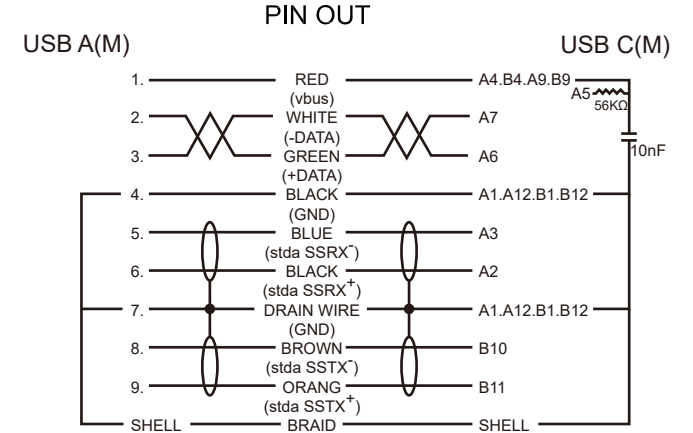 PIN OUT
USB A(M) USB C(M)
1. RED A4.B4.A9.B9
(vbus) A5 56KΩ
2. WHITE A7
(-DATA)
3. GREEN A6 10nF
(+DATA)
4. BLACK A1.A12.B1.B12
(GND)
5. BLUE A3
(stda SSRX⁻)
6. BLACK A2
(stda SSRX⁺)
7. DRAIN WIRE A1.A12.B1.B12
(GND)
8. BROWN B10
(stda SSTX⁻)
9. ORANG B11
(stda SSTX⁺)
SHELL BRAID SHELL